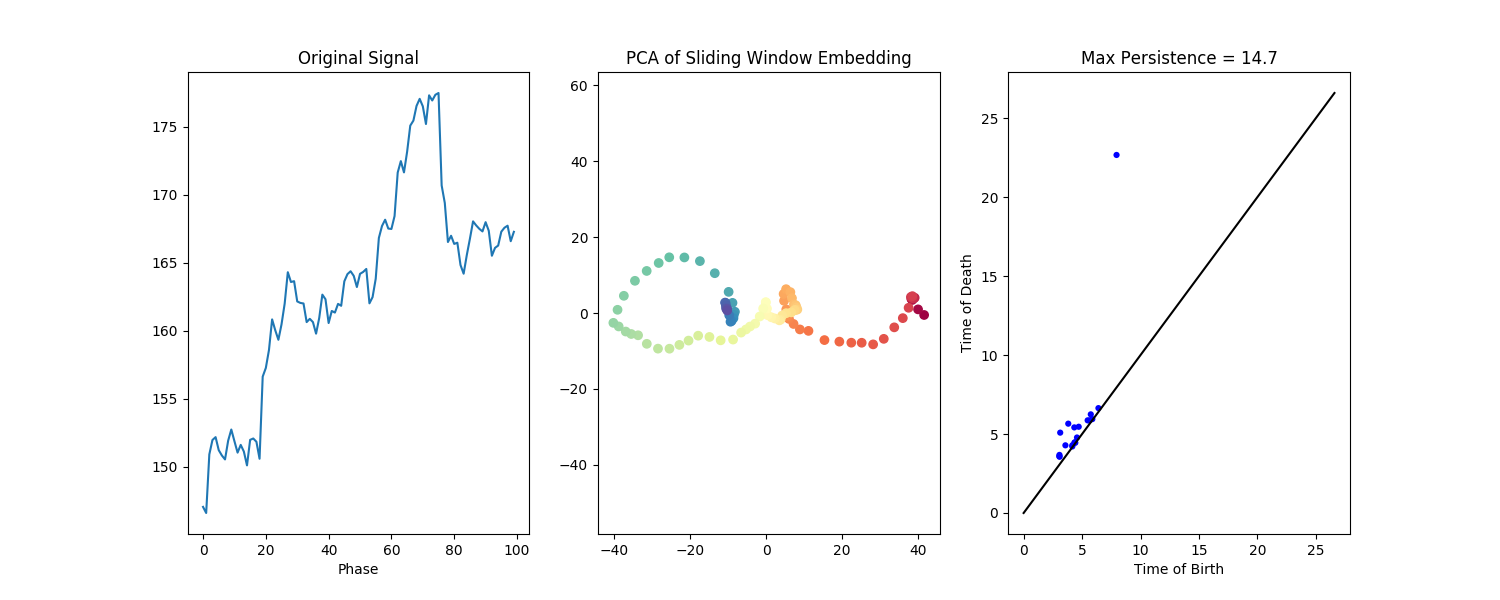 Original Signal
175
170
165
160
155
150
0 20 40 60 80 100
Phase
PCA of Sliding Window Embedding
60
40
20
0
−20
−40
−40 −20 0 20 40
Max Persistence = 14.7
Time of Death
25
20
15
10
5
0
0 5 10 15 20 25
Time of Birth